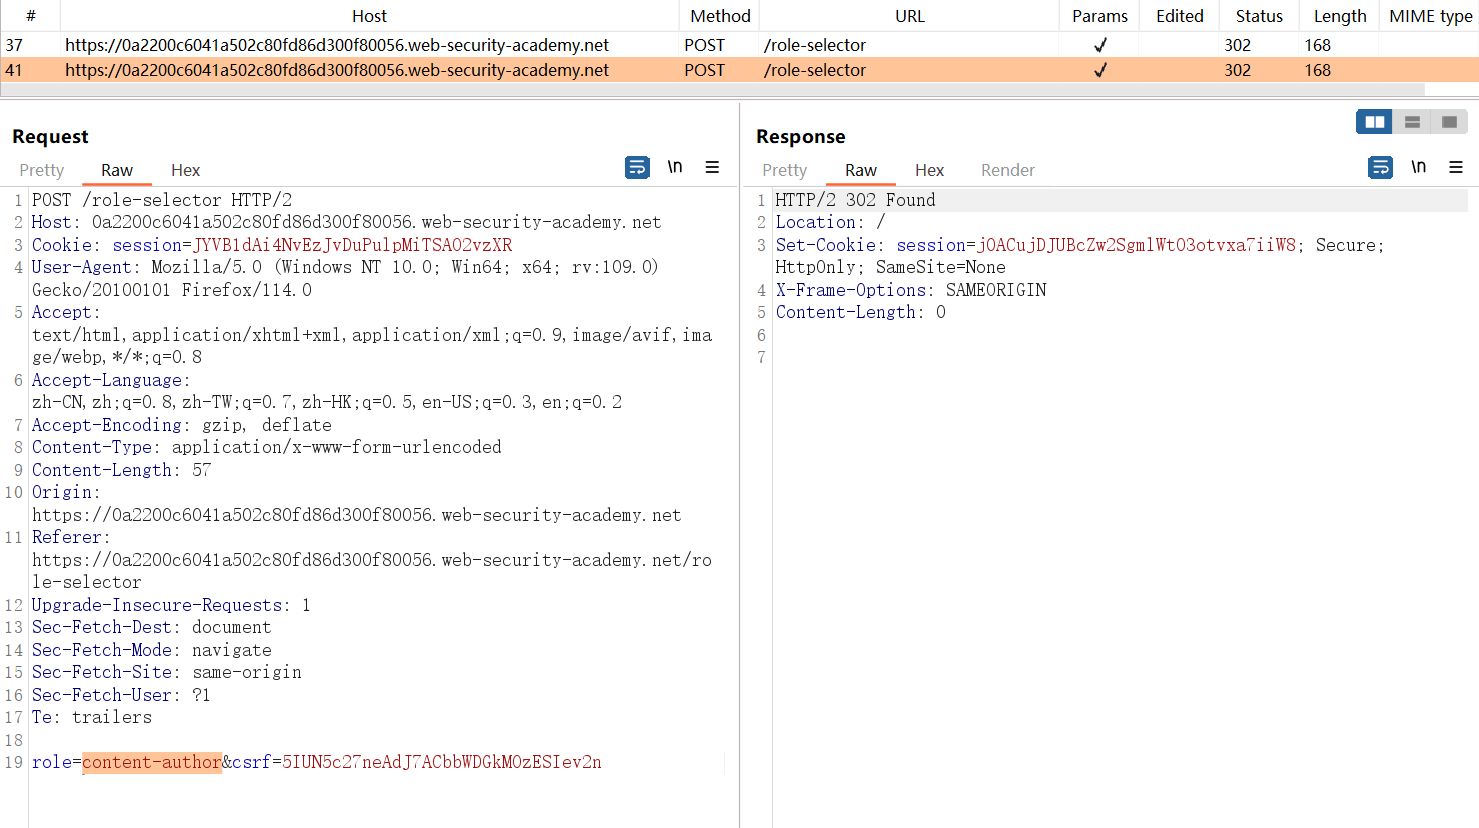 # Host Method URL Params Edited Status Length MIME type
37 https://0a2200c6041a502c80fd86d300f80056.web-security-academy.net POST /role-selector ✓ 302 168
41 https://0a2200c6041a502c80fd86d300f80056.web-security-academy.net POST /role-selector ✓ 302 168
Request
Pretty Raw Hex \n
1 POST /role-selector HTTP/2
2 Host: 0a2200c6041a502c80fd86d300f80056.web-security-academy.net
3 Cookie: session=JYVB1dAi4NvEzJvDuPulpMiTSAO2vzXR
4 User-Agent: Mozilla/5.0 (Windows NT 10.0; Win64; x64; rv:109.0)
Gecko/20100101 Firefox/114.0
5 Accept:
text/html,application/xhtml+xml,application/xml;q=0.9,image/avif,ima
ge/webp,*/*;q=0.8
6 Accept-Language:
zh-CN,zh;q=0.8,zh-TW;q=0.7,zh-HK;q=0.5,en-US;q=0.3,en;q=0.2
7 Accept-Encoding: gzip, deflate
8 Content-Type: application/x-www-form-urlencoded
9 Content-Length: 57
10 Origin:
https://0a2200c6041a502c80fd86d300f80056.web-security-academy.net
11 Referer:
https://0a2200c6041a502c80fd86d300f80056.web-security-academy.net/ro
le-selector
12 Upgrade-Insecure-Requests: 1
13 Sec-Fetch-Dest: document
14 Sec-Fetch-Mode: navigate
15 Sec-Fetch-Site: same-origin
16 Sec-Fetch-User: ?1
17 Te: trailers
18
19 role=content-author&csrf=5IUN5c27neAdJ7ACbbWDGkM0zESIev2n
Response
Pretty Raw Hex Render \n
1 HTTP/2 302 Found
2 Location: /
3 Set-Cookie: session=jOACujDJUBcZw2SgmlWtO3otvxa7iiW8; Secure;
HttpOnly; SameSite=None
4 X-Frame-Options: SAMEORIGIN
5 Content-Length: 0
6
7